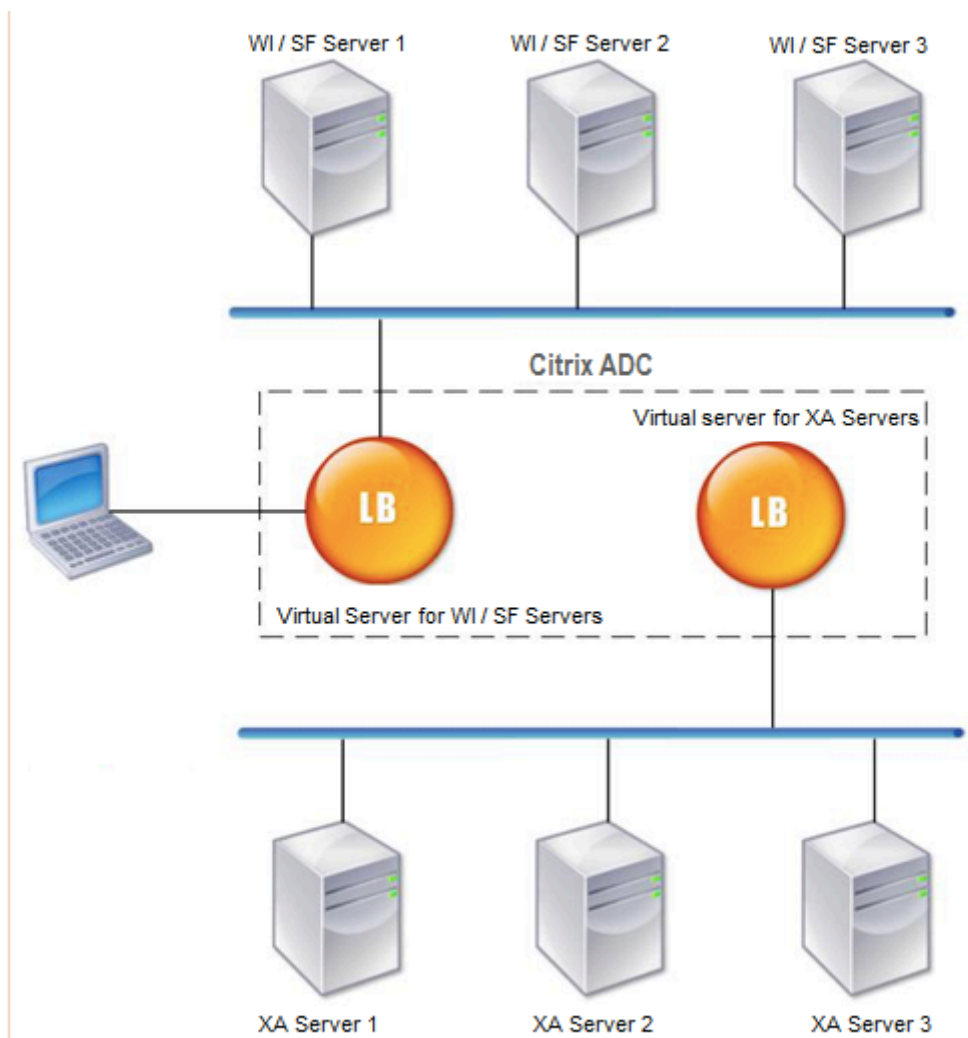 WI / SF Server 1
WI / SF Server 2
WI / SF Server 3
Citrix ADC
Virtual server for XA Servers
LB
LB
Virtual Server for WI / SF Servers
XA Server 1
XA Server 2
XA Server 3